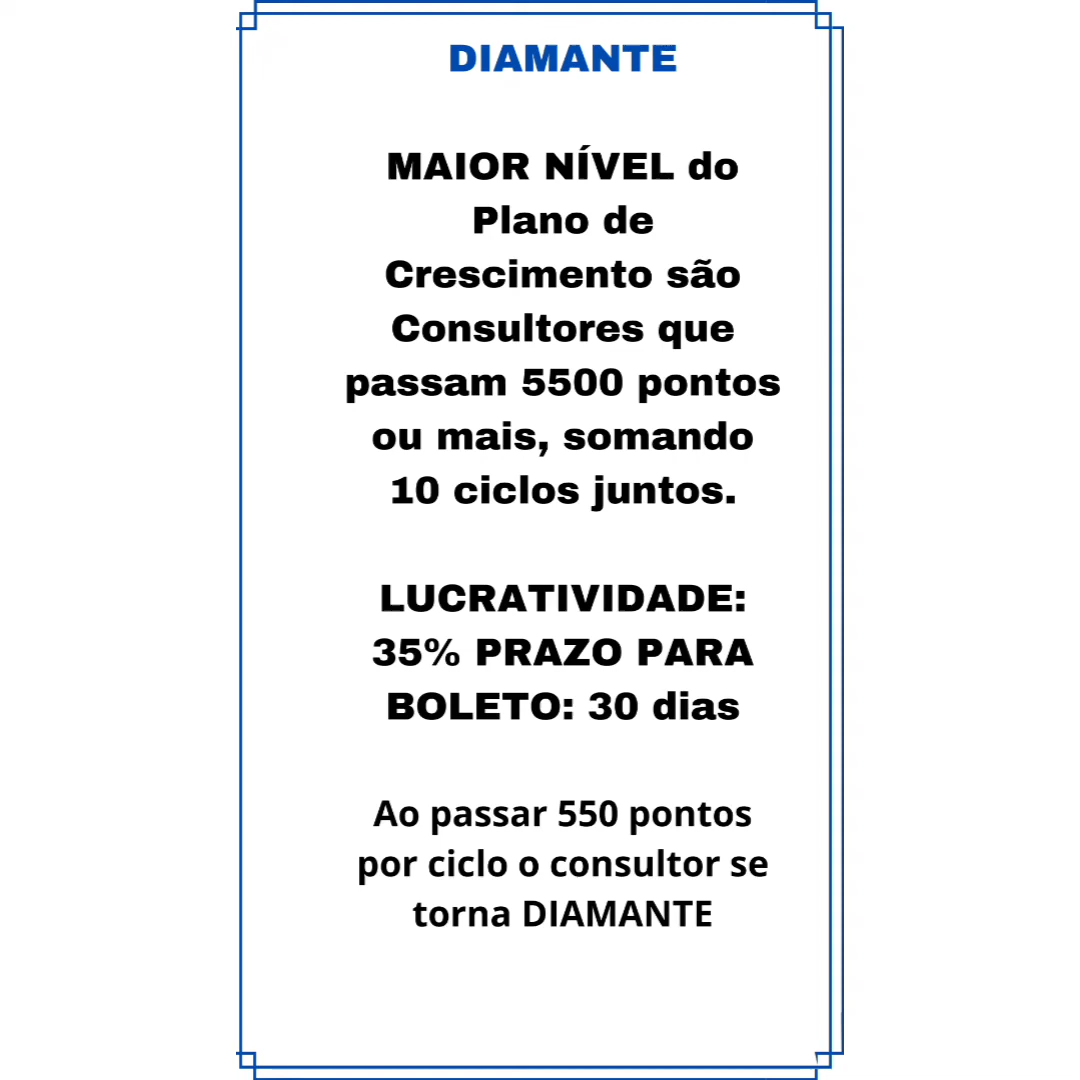 DIAMANTE
MAIOR NÍVEL do
Plano de
Crescimento são
Consultores que
passam 5500 pontos
ou mais, somando
10 ciclos juntos.
LUCRATIVIDADE:
35% PRAZO PARA
BOLETO: 30 dias
Ao passar 550 pontos
por ciclo o consultor se
torna DIAMANTE